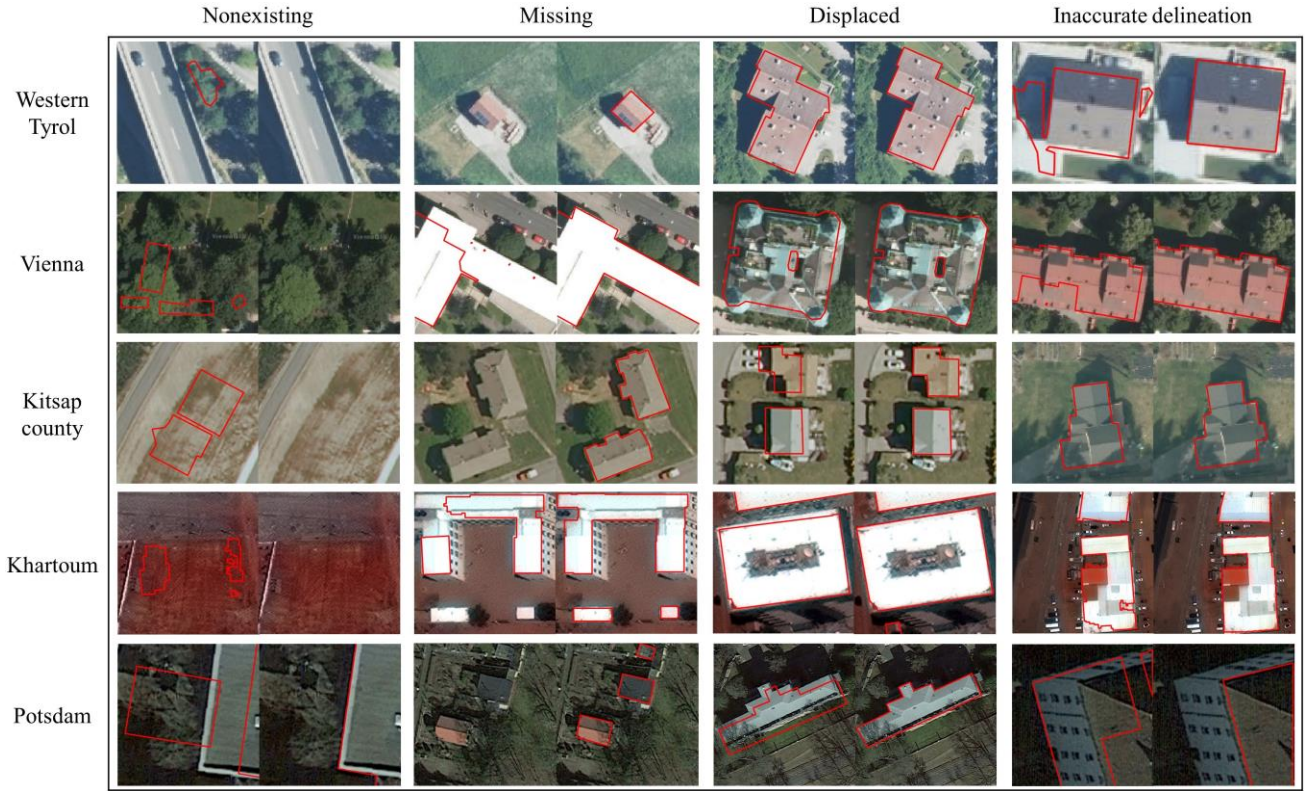 Nonexisting Missing Displaced Inaccurate delineation
Western
Tyrol
Vienna
Kitsap
county
Khartoum
Potsdam